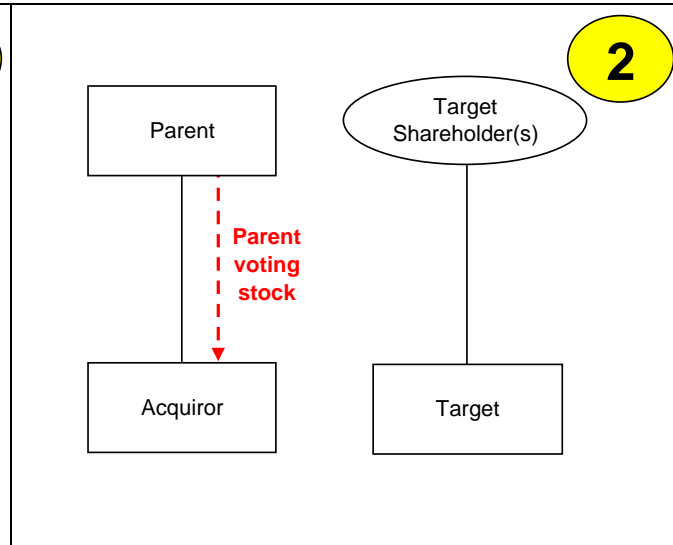 2
Parent
Target
Shareholder(s)
Parent
voting
stock
Acquiror
Target